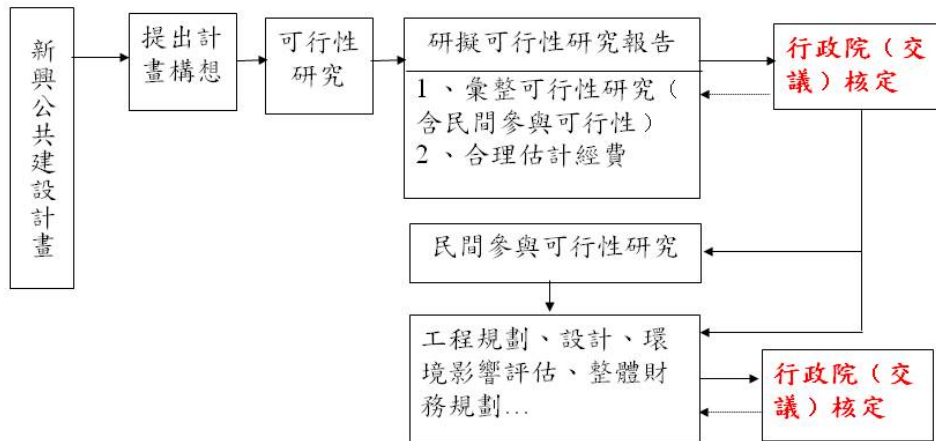 新興公共建設計畫
提出計
畫構想
可行性
研究
研擬可行性研究報告
1、彙整可行性研究（
含民間參與可行性）
2、合理估計經費
行政院（交
議）核定
民間參與可行性研究
工程規劃、設計、環
境影響評估、整體財
務規劃…
行政院（交
議）核定